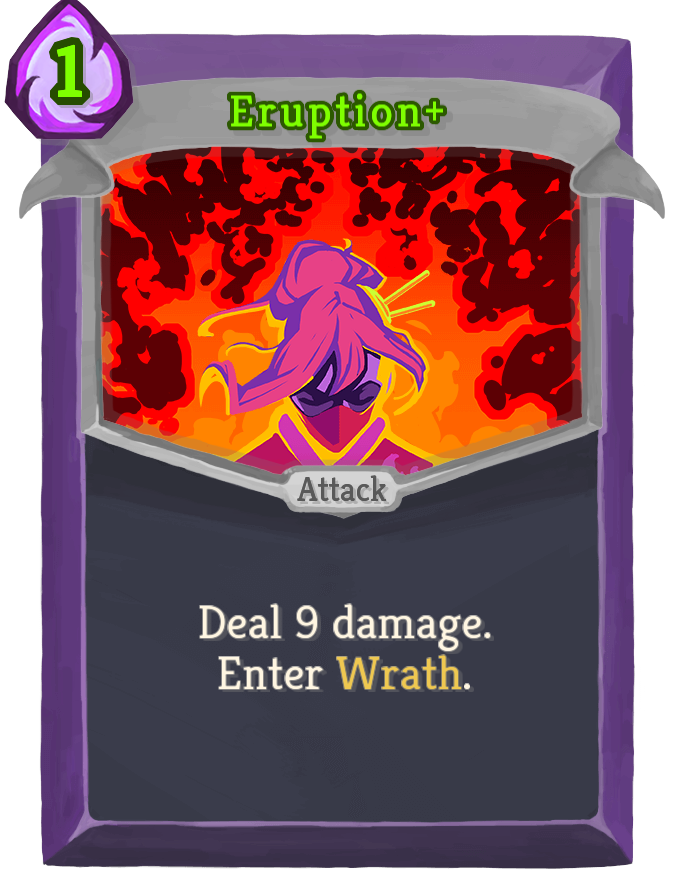 1
Eruption+
Attack
Deal 9 damage.
Enter Wrath.